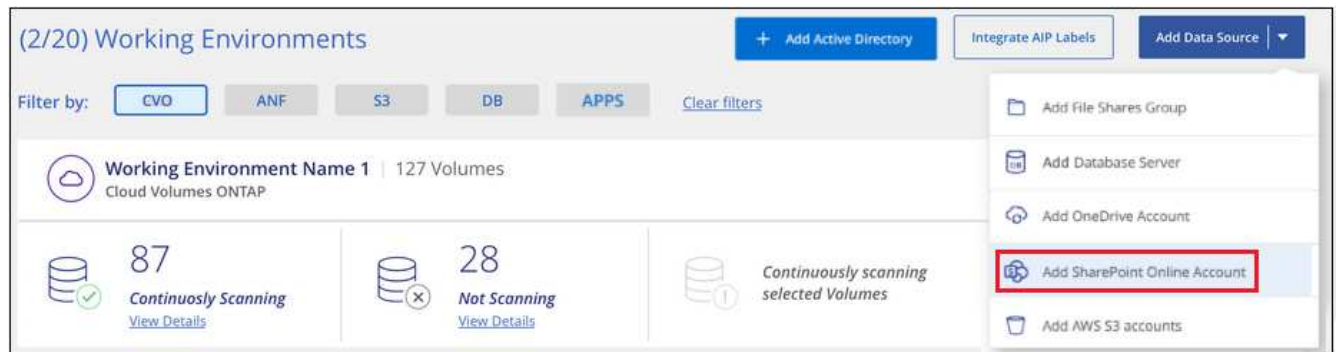 (2/20) Working Environments
+ Add Active Directory
Integrate AIP Labels
Add Data Source
Filter by:
CVO
ANF
S3
DB
APPS
Clear filters
Add File Shares Group
Add Database Server
Add OneDrive Account
Add SharePoint Online Account
Add AWS S3 accounts
Working Environment Name 1 | 127 Volumes
Cloud Volumes ONTAP
87
Continuosly Scanning
View Details
28
Not Scanning
View Details
Continuously scanning
selected Volumes